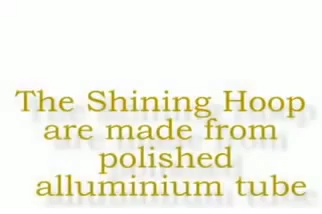 The Shining Hoop
are made from
polished
alluminium tube